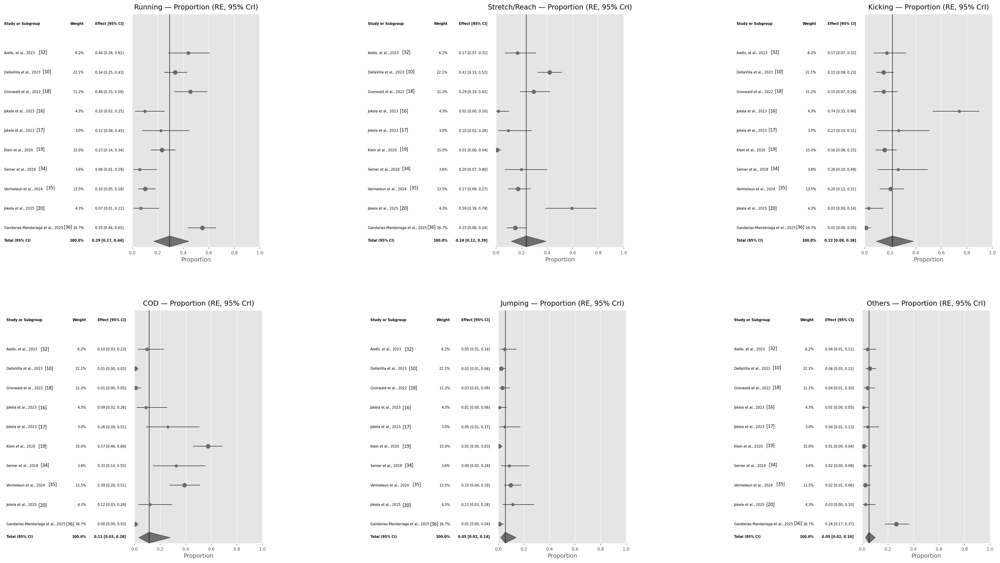 Running — Proportion (RE, 95% CrI)
Study or Subgroup Weight Effect [95% CI]
Aiello, et al., 2023 [32] 6.2% 0.44 [0.28, 0.61]
DellaVilla et al., 2023 [10] 22.1% 0.34 [0.25, 0.43]
Gronwald et al., 2022 [18] 11.2% 0.46 [0.33, 0.59]
Jokela et al., 2023 [16] 4.3% 0.10 [0.02, 0.25]
Jokela et al., 2023 [17] 3.0% 0.22 [0.08, 0.45]
Klein et al., 2020 [19] 15.0% 0.23 [0.14, 0.34]
Serner et al., 2019 [34] 3.6% 0.06 [0.01, 0.19]
Vermeleun et al., 2024 [35] 13.5% 0.10 [0.05, 0.18]
Jokela et al., 2025 [20] 4.3% 0.07 [0.01, 0.21]
Gandarias-Mandariaga et al., 2025 [36] 16.7% 0.55 [0.44, 0.65]
Total (95% CI) 100.0% 0.29 [0.17, 0.44]
0.0 0.2 0.4 0.6 0.8 1.0
Proportion
Stretch/Reach — Proportion (RE, 95% CrI)
Study or Subgroup Weight Effect [95% CI]
Aiello, et al., 2023 [32] 6.2% 0.17 [0.07, 0.31]
DellaVilla et al., 2023 [10] 22.1% 0.42 [0.33, 0.52]
Gronwald et al., 2022 [18] 11.2% 0.29 [0.19, 0.42]
Jokela et al., 2023 [16] 4.3% 0.02 [0.00, 0.10]
Jokela et al., 2023 [17] 3.0% 0.10 [0.02, 0.28]
Klein et al., 2020 [19] 15.0% 0.01 [0.00, 0.04]
Serner et al., 2019 [34] 3.6% 0.20 [0.07, 0.40]
Vermeleun et al., 2024 [35] 13.5% 0.17 [0.09, 0.27]
Jokela et al., 2025 [20] 4.3% 0.59 [0.39, 0.79]
Gandarias-Mandariaga et al., 2025 [36] 16.7% 0.15 [0.08, 0.24]
Total (95% CI) 100.0% 0.24 [0.12, 0.39]
0.0 0.2 0.4 0.6 0.8 1.0
Proportion
Kicking — Proportion (RE, 95% CrI)
Study or Subgroup Weight Effect [95% CI]
Aiello, et al., 2023 [32] 6.2% 0.17 [0.07, 0.32]
DellaVilla et al., 2023 [10] 22.1% 0.15 [0.09, 0.23]
Gronwald et al., 2022 [18] 11.2% 0.15 [0.07, 0.26]
Jokela et al., 2023 [16] 4.3% 0.74 [0.53, 0.90]
Jokela et al., 2023 [17] 3.0% 0.27 [0.10, 0.51]
Klein et al., 2020 [19] 15.0% 0.16 [0.08, 0.25]
Serner et al., 2019 [34] 3.6% 0.26 [0.10, 0.49]
Vermeleun et al., 2024 [35] 13.5% 0.20 [0.12, 0.31]
Jokela et al., 2025 [20] 4.3% 0.03 [0.00, 0.14]
Gandarias-Mandariaga et al., 2025 [36] 16.7% 0.01 [0.00, 0.05]
Total (95% CI) 100.0% 0.22 [0.09, 0.38]
0.0 0.2 0.4 0.6 0.8 1.0
Proportion
COD — Proportion (RE, 95% CrI)
Study or Subgroup Weight Effect [95% CI]
Aiello, et al., 2023 [32] 6.2% 0.10 [0.03, 0.23]
DellaVilla et al., 2023 [10] 22.1% 0.01 [0.00, 0.03]
Gronwald et al., 2022 [18] 11.2% 0.01 [0.00, 0.05]
Jokela et al., 2023 [16] 4.3% 0.09 [0.02, 0.26]
Jokela et al., 2023 [17] 3.0% 0.26 [0.09, 0.51]
Klein et al., 2020 [19] 15.0% 0.57 [0.46, 0.69]
Serner et al., 2019 [34] 3.6% 0.33 [0.14, 0.55]
Vermeleun et al., 2024 [35] 13.5% 0.39 [0.28, 0.51]
Jokela et al., 2025 [20] 4.3% 0.12 [0.03, 0.29]
Gandarias-Mandariaga et al., 2025 [36] 16.7% 0.00 [0.00, 0.03]
Total (95% CI) 100.0% 0.11 [0.03, 0.28]
0.0 0.2 0.4 0.6 0.8 1.0
Proportion
Jumping — Proportion (RE, 95% CrI)
Study or Subgroup Weight Effect [95% CI]
Aiello, et al., 2023 [32] 6.2% 0.05 [0.01, 0.14]
DellaVilla et al., 2023 [10] 22.1% 0.02 [0.01, 0.06]
Gronwald et al., 2022 [18] 11.2% 0.03 [0.01, 0.09]
Jokela et al., 2023 [16] 4.3% 0.01 [0.00, 0.06]
Jokela et al., 2023 [17] 3.0% 0.05 [0.01, 0.17]
Klein et al., 2020 [19] 15.0% 0.01 [0.00, 0.03]
Serner et al., 2019 [34] 3.6% 0.09 [0.02, 0.24]
Vermeleun et al., 2024 [35] 13.5% 0.10 [0.04, 0.18]
Jokela et al., 2025 [20] 4.3% 0.11 [0.03, 0.28]
Gandarias-Mandariaga et al., 2025 [36] 16.7% 0.01 [0.00, 0.04]
Total (95% CI) 100.0% 0.05 [0.02, 0.14]
0.0 0.2 0.4 0.6 0.8 1.0
Proportion
Others — Proportion (RE, 95% CrI)
Study or Subgroup Weight Effect [95% CI]
Aiello, et al., 2023 [32] 6.2% 0.04 [0.01, 0.11]
DellaVilla et al., 2023 [10] 22.1% 0.06 [0.03, 0.11]
Gronwald et al., 2022 [18] 11.2% 0.04 [0.01, 0.10]
Jokela et al., 2023 [16] 4.3% 0.01 [0.00, 0.05]
Jokela et al., 2023 [17] 3.0% 0.04 [0.01, 0.13]
Klein et al., 2020 [19] 15.0% 0.01 [0.00, 0.04]
Serner et al., 2019 [34] 3.6% 0.02 [0.00, 0.08]
Vermeleun et al., 2024 [35] 13.5% 0.02 [0.01, 0.06]
Jokela et al., 2025 [20] 4.3% 0.03 [0.00, 0.10]
Gandarias-Mandariaga et al., 2025 [36] 16.7% 0.26 [0.17, 0.37]
Total (95% CI) 100.0% 0.05 [0.02, 0.10]
0.0 0.2 0.4 0.6 0.8 1.0
Proportion